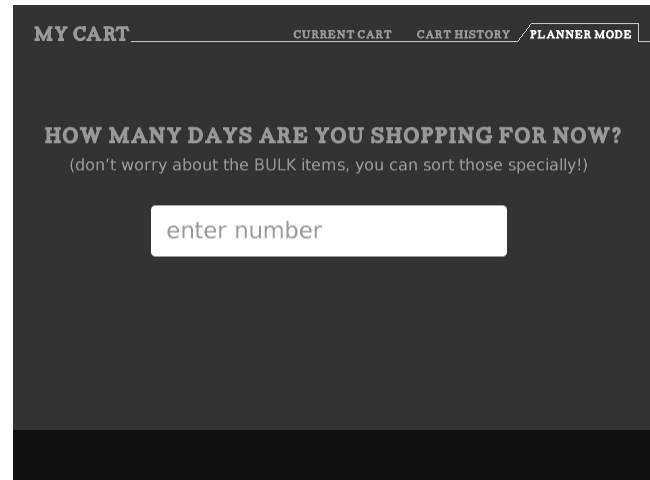 MY CART
CURRENT CART CART HISTORY PLANNER MODE
HOW MANY DAYS ARE YOU SHOPPING FOR NOW?
(don’t worry about the BULK items, you can sort those specially!)
enter number